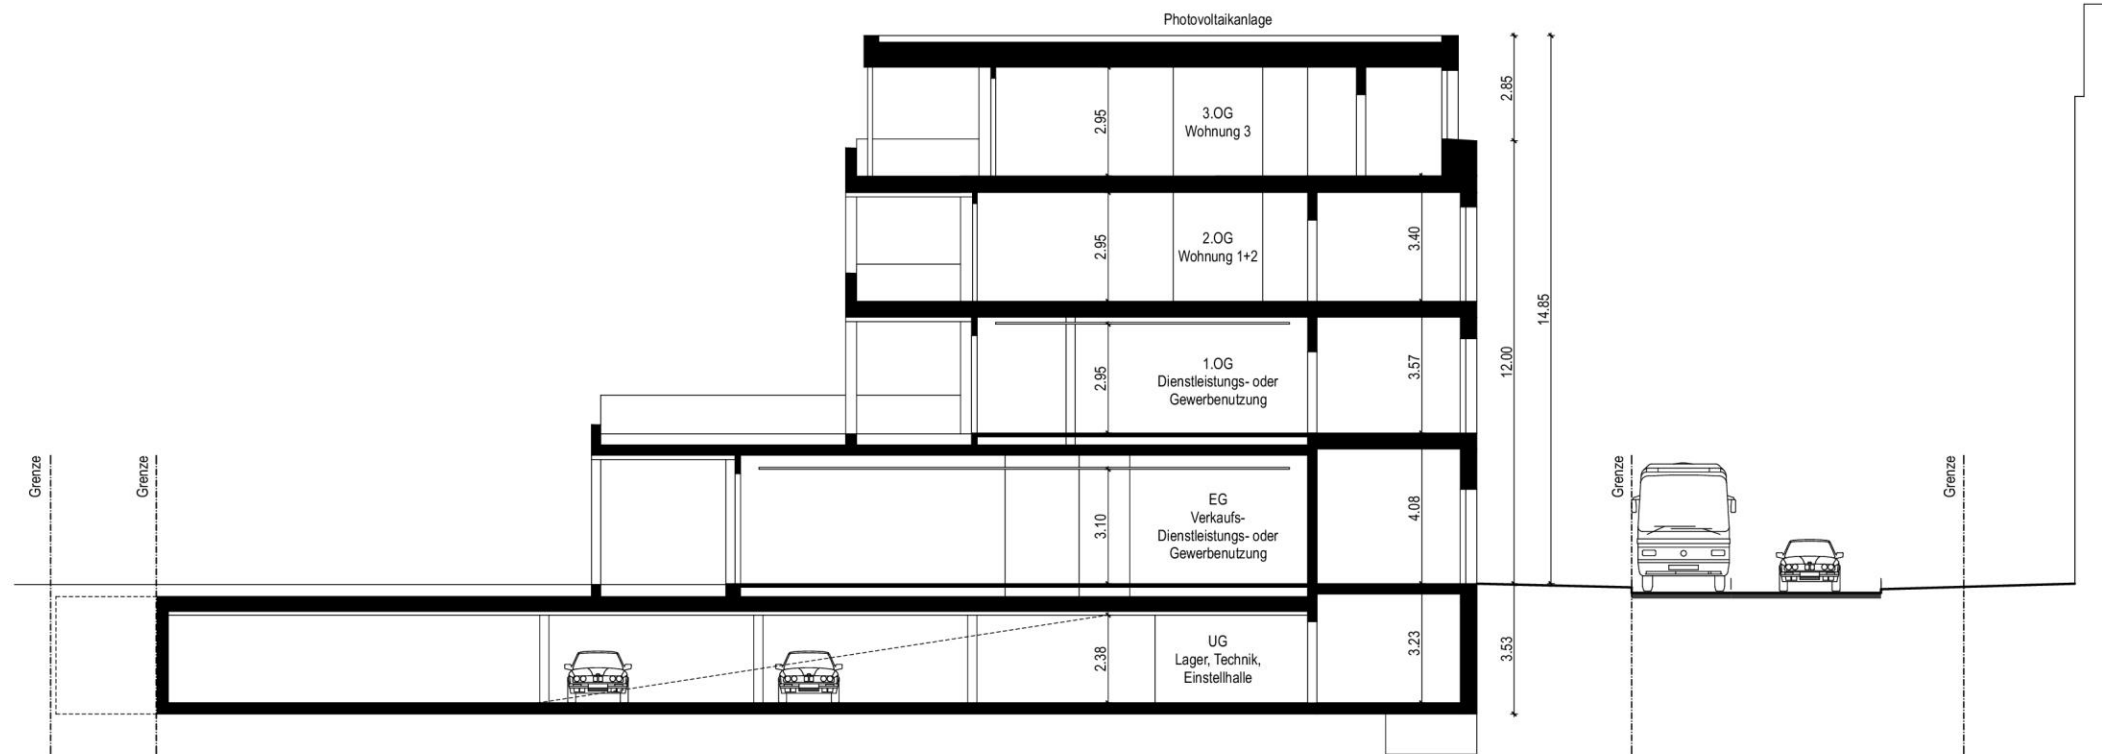 Photovoltaikanlage
2.85
2.95
3.OG
Wohnung 3
2.95
2.OG
Wohnung 1+2
3.40
14.85
12.00
2.95
1.OG
Dienstleistungs- oder
Gewerbenutzung
3.57
Grenze
Grenze
3.10
EG
Verkaufs-
Dienstleistungs- oder
Gewerbenutzung
4.08
Grenze
Grenze
2.38
UG
Lager, Technik,
Einstellhalle
3.23
3.53